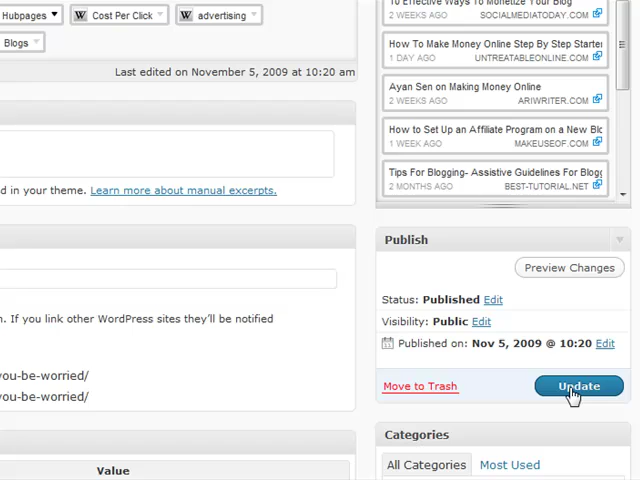 Hubpages
Cost Per Click
advertising
Blogs
Last edited on November 5, 2009 at 10:20 am
d in your theme. Learn more about manual excerpts.
n. If you link other WordPress sites they'll be notified
you-be-worried/
you-be-worried/
Value
10 Effective Ways To Monetize Your Blog
2 WEEKS AGO SOCIALMEDIATODAY.COM
How To Make Money Online Step By Step Starter
1 DAY AGO UNTREATABLEONLINE.COM
Ayan Sen on Making Money Online
2 WEEKS AGO ARIWRITER.COM
How to Set Up an Affiliate Program on a New Blo
1 WEEK AGO MAKEUSEOF.COM
Tips For Blogging- Assistive Guidelines For Blogg
2 MONTHS AGO BEST-TUTORIAL.NET
Publish
Preview Changes
Status: Published Edit
Visibility: Public Edit
Published on: Nov 5, 2009 @ 10:20 Edit
Move to Trash Update
Categories
All Categories Most Used